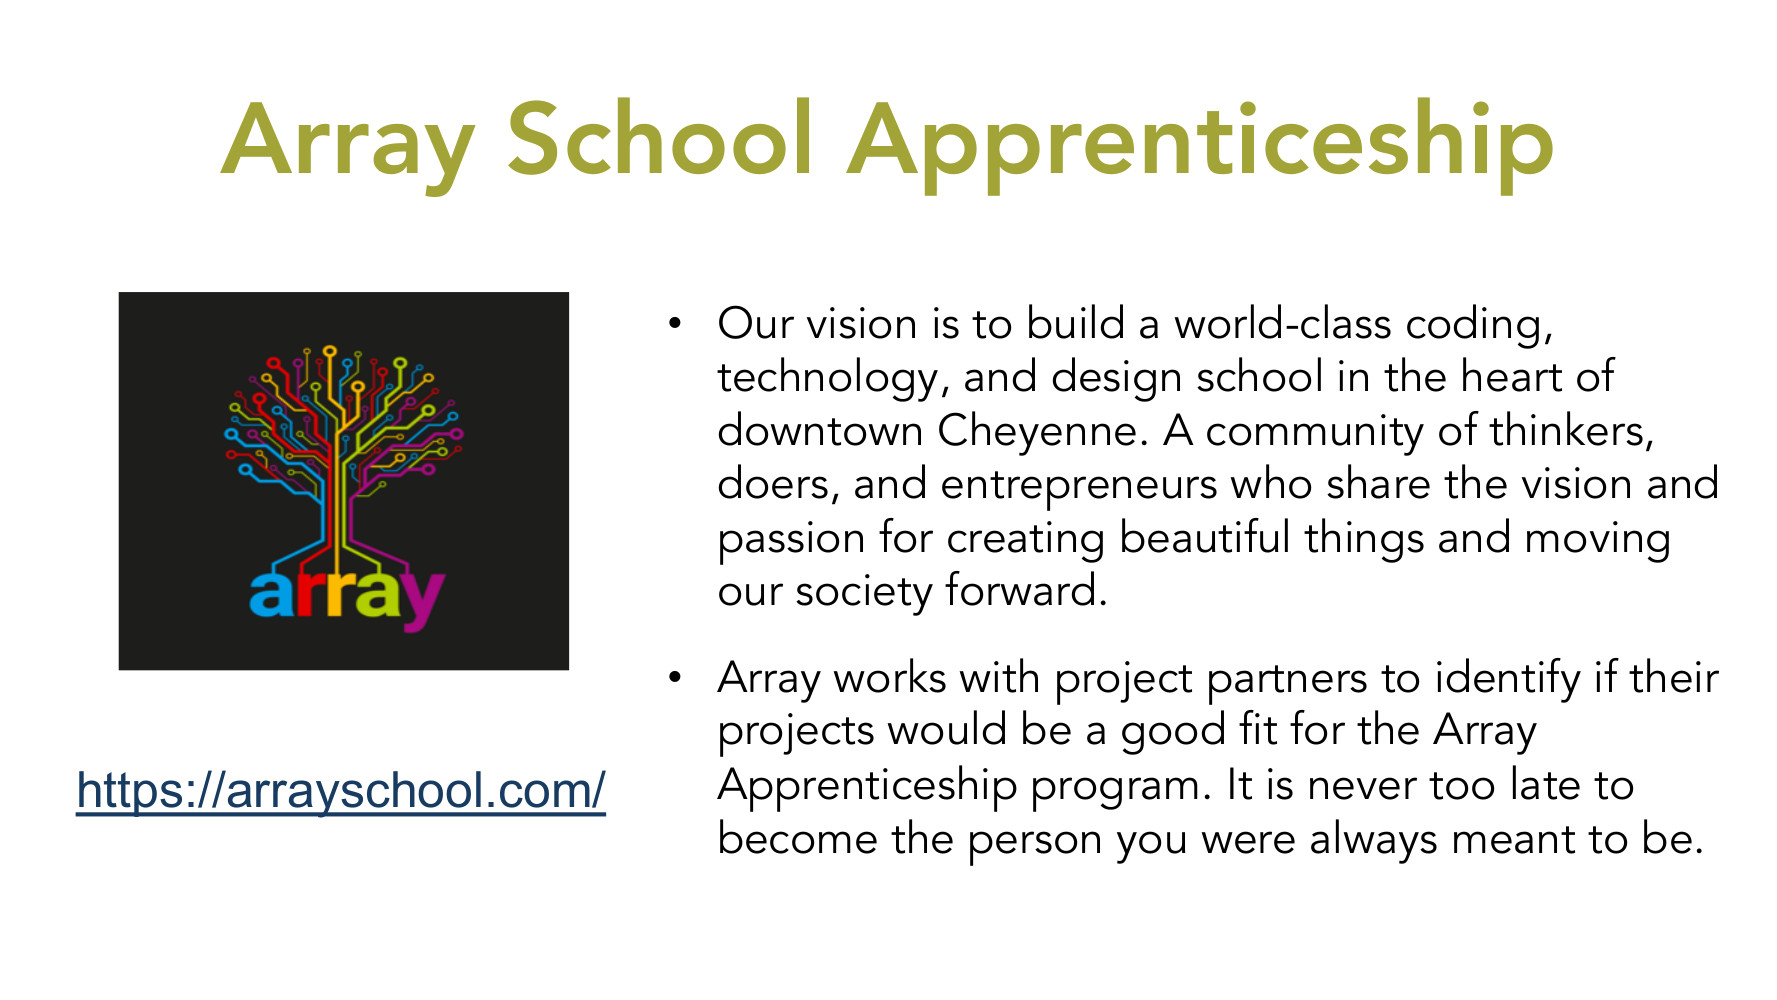 Array School Apprenticeship
array
https://arrayschool.com/
• Our vision is to build a world-class coding,
technology, and design school in the heart of
downtown Cheyenne. A community of thinkers,
doers, and entrepreneurs who share the vision and
passion for creating beautiful things and moving
our society forward.
• Array works with project partners to identify if their
projects would be a good fit for the Array
Apprenticeship program. It is never too late to
become the person you were always meant to be.